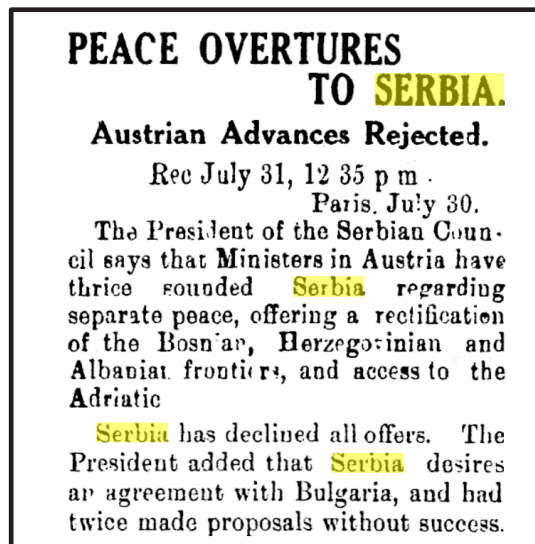 PEACE OVERTURES
TO SERBIA.
Austrian Advances Rejected.
Rec July 31, 12 35 p m.
Paris. July 30.
The President of the Serbian Coun-
cil says that Ministers in Austria have
thrice sounded Serbia regarding
separate peace, offering a rectification
of the Bosnian, Herzegovinian and
Albanian frontiers, and access to the
Adriatic
Serbia has declined all offers. The
President added that Serbia desires
an agreement with Bulgaria, and had
twice made proposals without success.